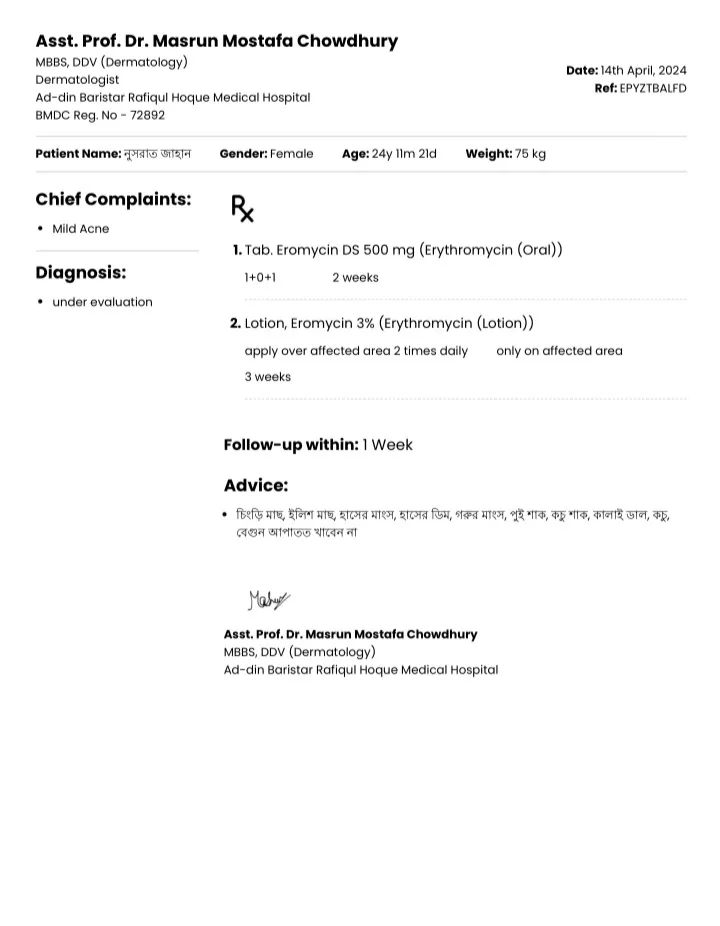 Asst. Prof. Dr. Masrun Mostafa Chowdhury
MBBS, DDV (Dermatology)
Dermatologist
Ad-din Baristar Rafiqul Hoque Medical Hospital
BMDC Reg. No - 72892
Date: 14th April, 2024
Ref: EPYZTBALFD
Patient Name: নুসরাত জাহান Gender: Female Age: 24y 11m 21d Weight: 75 kg
Chief Complaints:
• Mild Acne
Diagnosis:
• under evaluation
Rx
1. Tab. Eromycin DS 500 mg (Erythromycin (Oral))
1+0+1 2 weeks
2. Lotion, Eromycin 3% (Erythromycin (Lotion))
apply over affected area 2 times daily only on affected area
3 weeks
Follow-up within: 1 Week
Advice:
• চিংড়ি মাছ, ইলিশ মাছ, হাসের মাংস, হাসের ডিম, গরুর মাংস, পুই শাক, কচু শাক, কালাই ডাল, কচু,
বেগুন আপাতত খাবেন না
Asst. Prof. Dr. Masrun Mostafa Chowdhury
MBBS, DDV (Dermatology)
Ad-din Baristar Rafiqul Hoque Medical Hospital